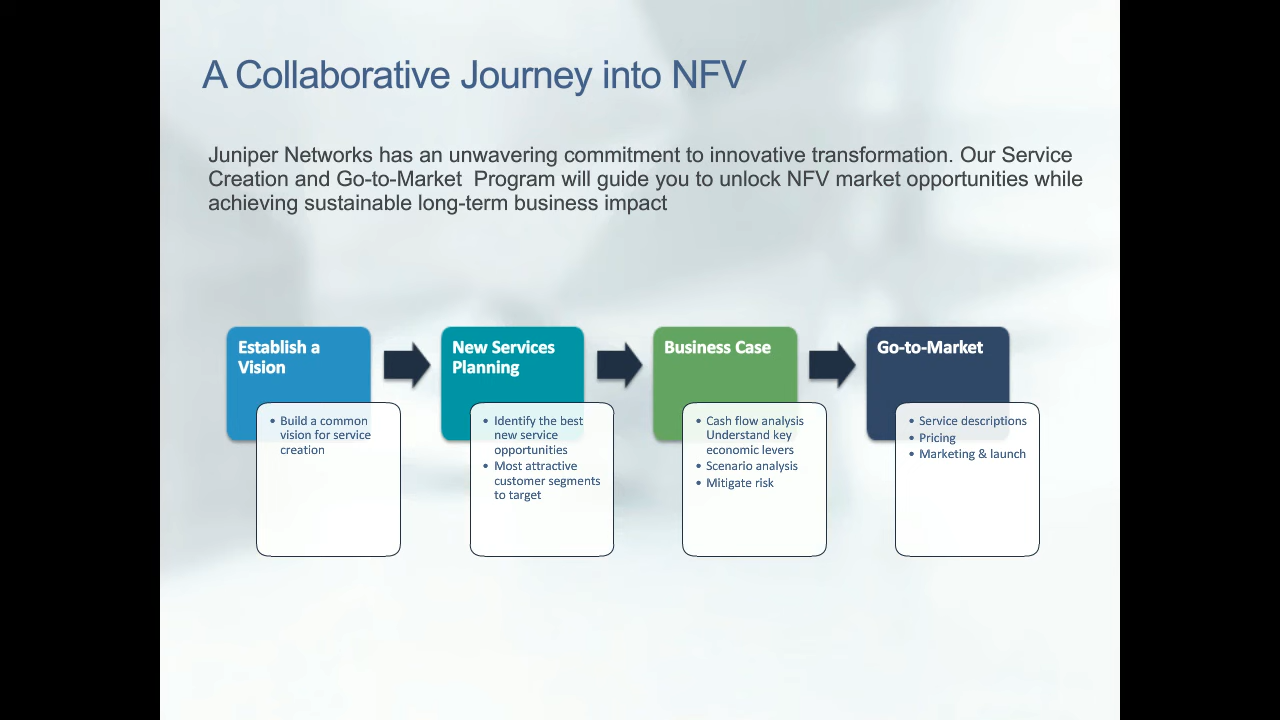 A Collaborative Journey into NFV
Juniper Networks has an unwavering commitment to innovative transformation. Our Service
Creation and Go-to-Market  Program will guide you to unlock NFV market opportunities while
achieving sustainable long-term business impact
Establish a
Vision
• Build a common
vision for service
creation
New Services
Planning
• Identify the best
new service
opportunities
• Most attractive
customer segments
to target
Business Case
• Cash flow analysis
Understand key
economic levers
• Scenario analysis
• Mitigate risk
Go-to-Market
• Service descriptions
• Pricing
• Marketing & launch